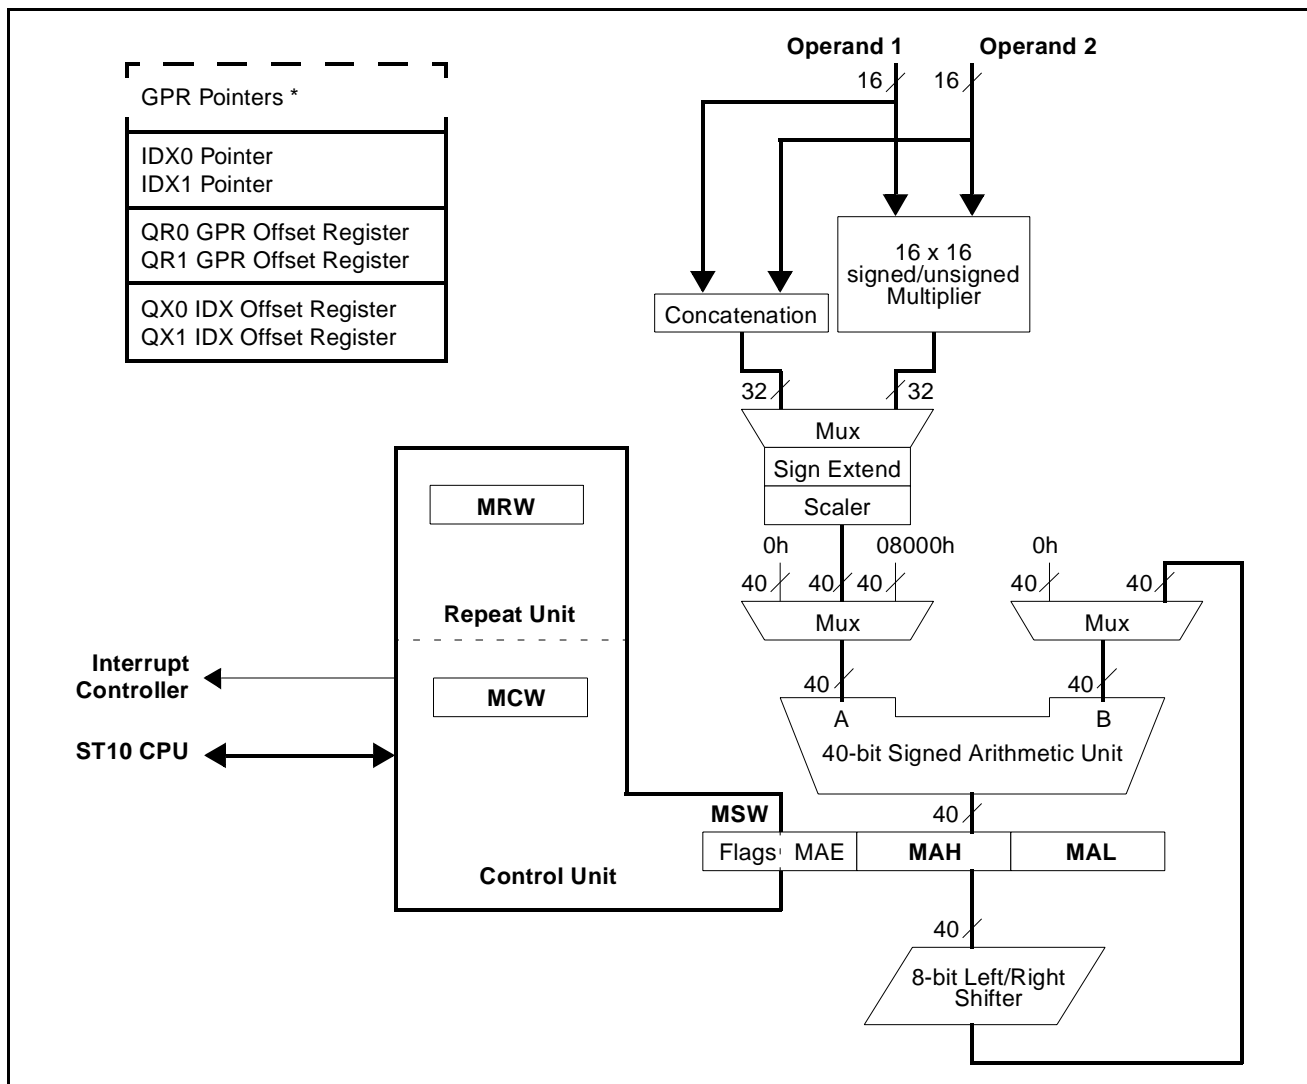 Operand 1
Operand 2
16
16
GPR Pointers *
IDX0 Pointer
IDX1 Pointer
QR0 GPR Offset Register
QR1 GPR Offset Register
QX0 IDX Offset Register
QX1 IDX Offset Register
16 x 16
signed/unsigned
Multiplier
Concatenation
32
32
Mux
Sign Extend
Scaler
MRW
0h
08000h
0h
40
40
40
40
40
Mux
Mux
Repeat Unit
Interrupt
Controller
MCW
40
40
A
B
40-bit Signed Arithmetic Unit
ST10 CPU
MSW
40
Flags
MAE
MAH
MAL
Control Unit
40
8-bit Left/Right
Shifter